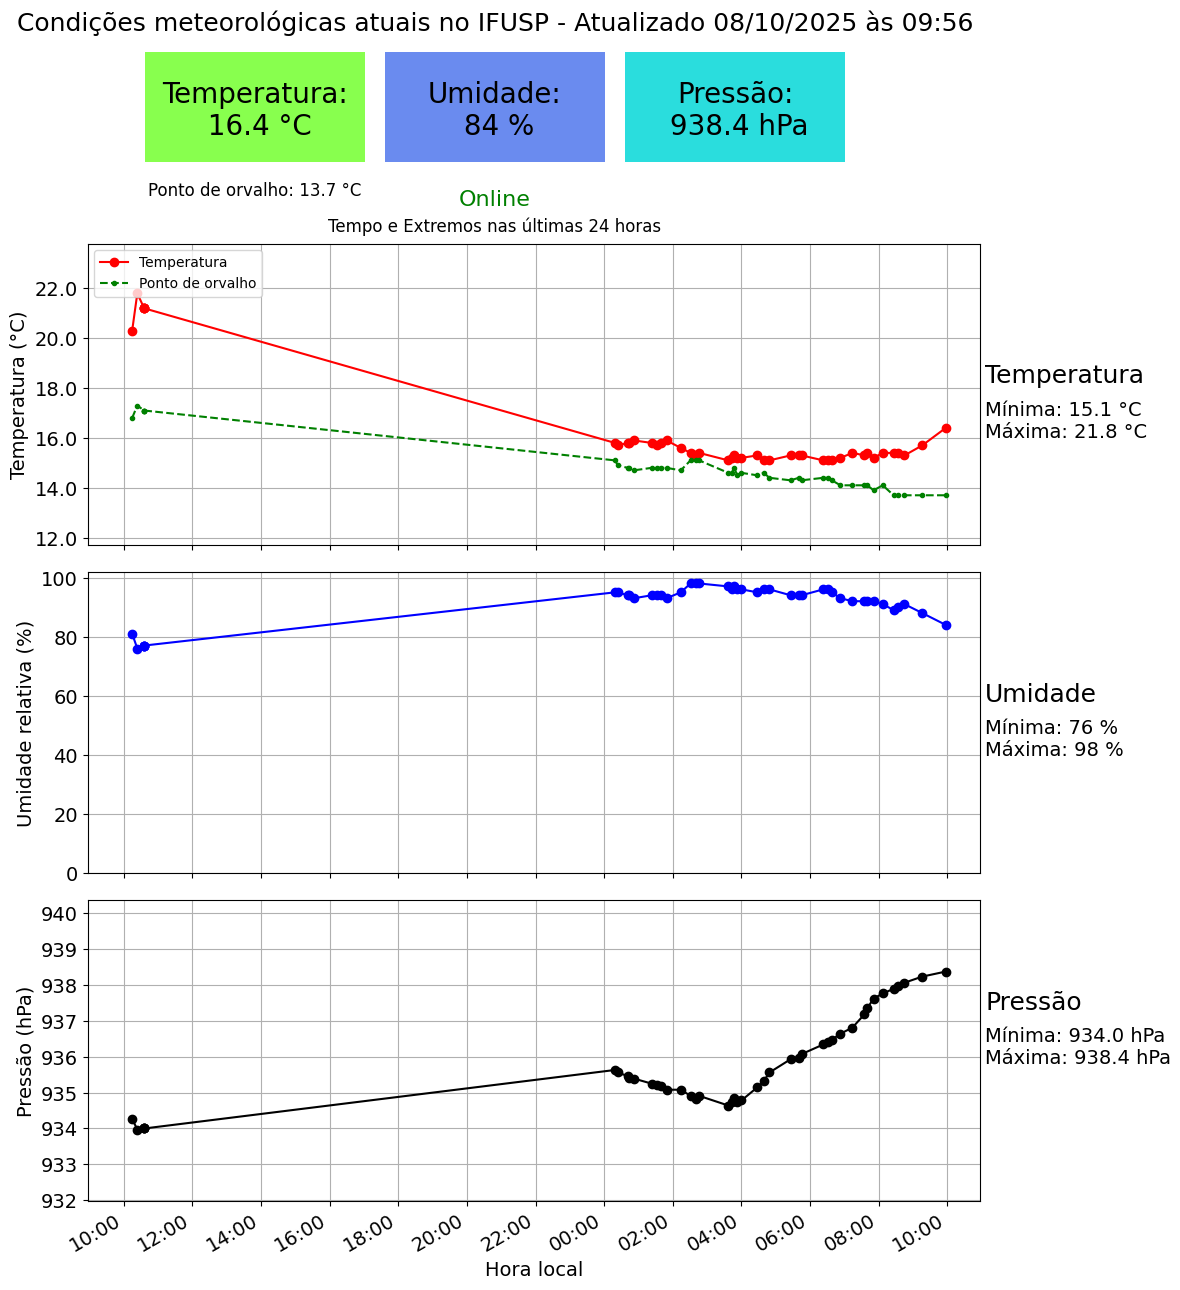 Condições meteorológicas atuais no IFUSP - Atualizado 08/10/2025 às 09:56
Temperatura:
16.4 °C
Umidade:
84 %
Pressão:
938.4 hPa
Ponto de orvalho: 13.7 °C
Online
Tempo e Extremos nas últimas 24 horas
Temperatura
Ponto de orvalho
Temperatura (°C)
22.0
20.0
18.0
16.0
14.0
12.0
Temperatura
Mínima: 15.1 °C
Máxima: 21.8 °C
Umidade relativa (%)
100
80
60
40
20
0
Umidade
Mínima: 76 %
Máxima: 98 %
Pressão (hPa)
940
939
938
937
936
935
934
933
932
Pressão
Mínima: 934.0 hPa
Máxima: 938.4 hPa
10:00
12:00
14:00
16:00
18:00
20:00
22:00
00:00
02:00
04:00
06:00
08:00
10:00
Hora local